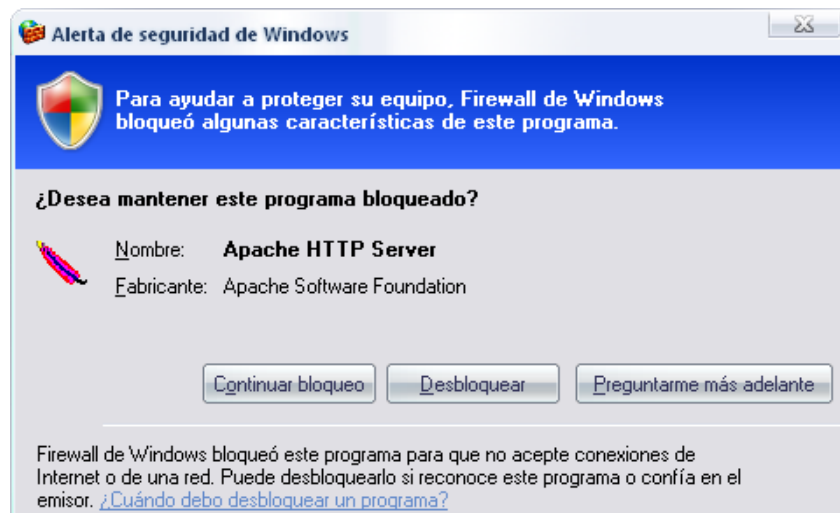 Alerta de seguridad de Windows
Para ayudar a proteger su equipo, Firewall de Windows
bloqueó algunas características de este programa.
¿Desea mantener este programa bloqueado?
Nombre: Apache HTTP Server
Fabricante: Apache Software Foundation
Continuar bloqueo Desbloquear Preguntarme más adelante
Firewall de Windows bloqueó este programa para que no acepte conexiones de
Internet o de una red. Puede desbloquearlo si reconoce este programa o confía en el
emisor. ¿Cuándo debo desbloquear un programa?